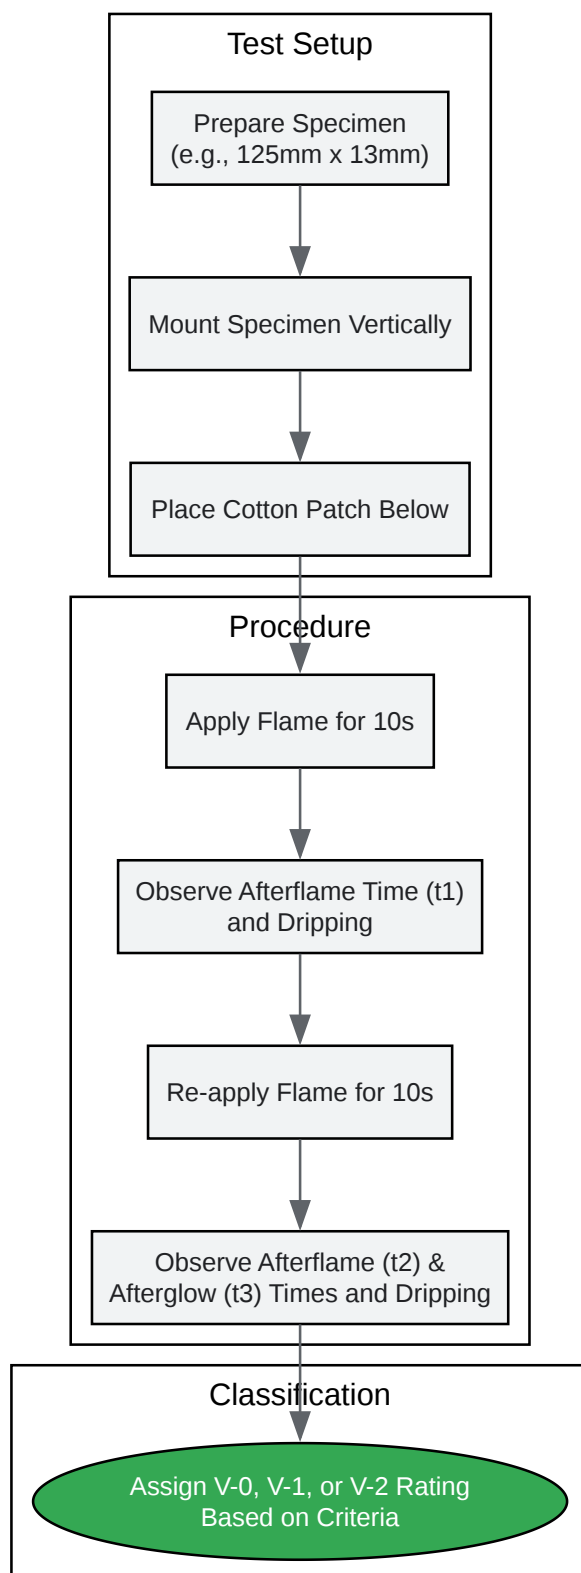 Test Setup
Prepare Specimen
(e.g., 125mm x 13mm)
Mount Specimen Vertically
Place Cotton Patch Below
Procedure
Apply Flame for 10s
Observe Afterflame Time (t1)
and Dripping
Re-apply Flame for 10s
Observe Afterflame (t2) &
Afterglow (t3) Times and Dripping
Classification
Assign V-0, V-1, or V-2 Rating
Based on Criteria